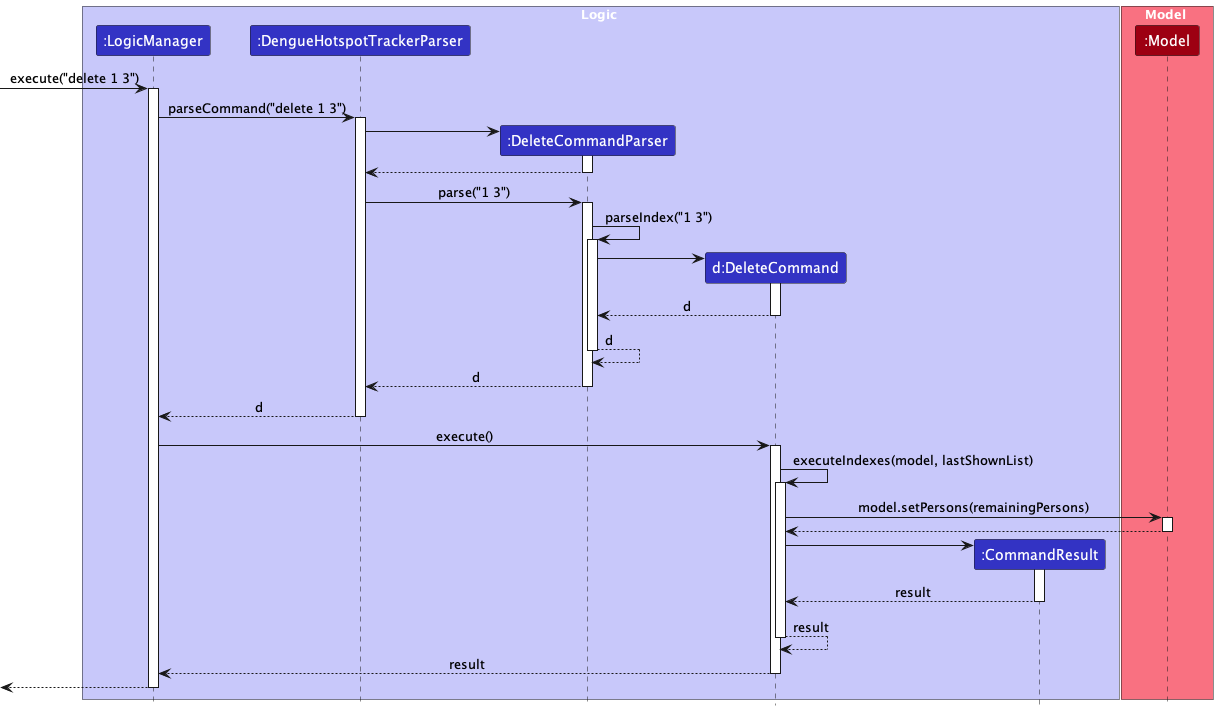 Logic
Model
:LogicManager
:DengueHotspotTrackerParser
:Model
execute("delete 1 3")
parseCommand("delete 1 3")
:DeleteCommandParser
parse("1 3")
parseIndex("1 3")
d:DeleteCommand
d
d
d
d
execute()
executeIndexes(model, lastShownList)
model.setPersons(remainingPersons)
:CommandResult
result
result
result